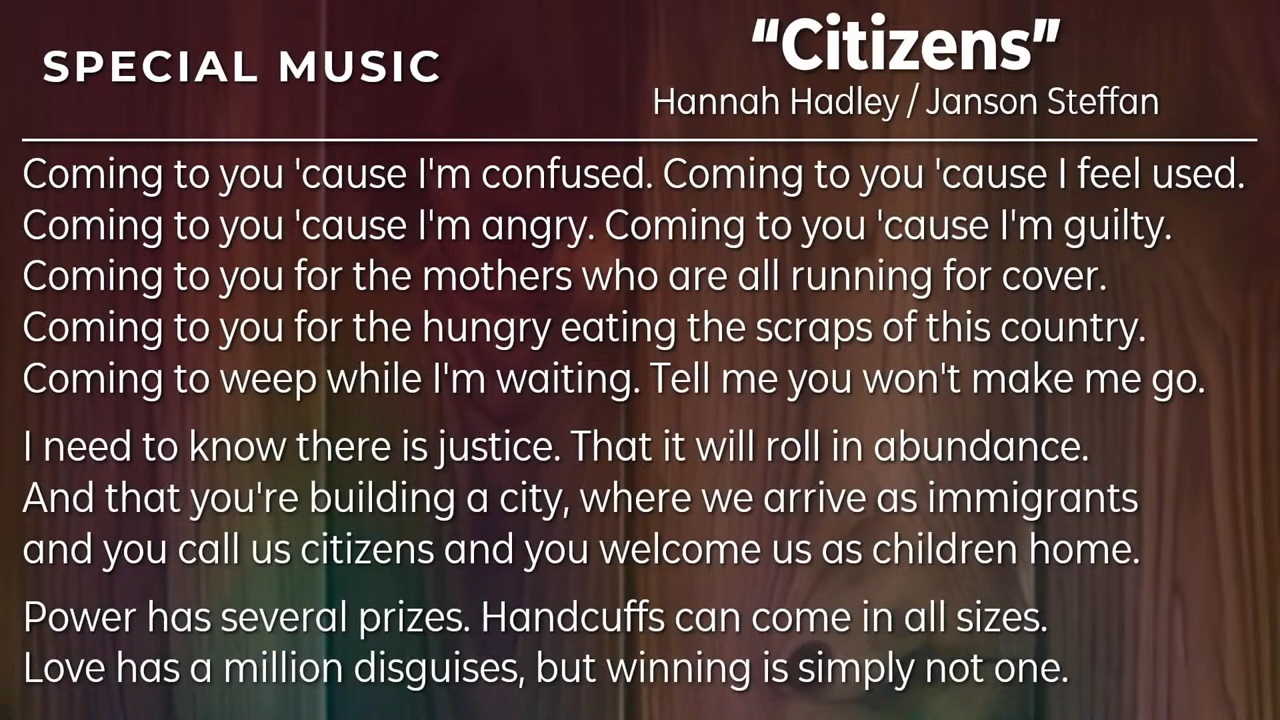 SPECIAL MUSIC
“Citizens”
Hannah Hadley / Janson Steffan
Coming to you 'cause I'm confused. Coming to you 'cause I feel used.
Coming to you 'cause I'm angry. Coming to you 'cause I'm guilty.
Coming to you for the mothers who are all running for cover.
Coming to you for the hungry eating the scraps of this country.
Coming to weep while I'm waiting. Tell me you won't make me go.
I need to know there is justice. That it will roll in abundance.
And that you're building a city, where we arrive as immigrants
and you call us citizens and you welcome us as children home.
Power has several prizes. Handcuffs can come in all sizes.
Love has a million disguises, but winning is simply not one.